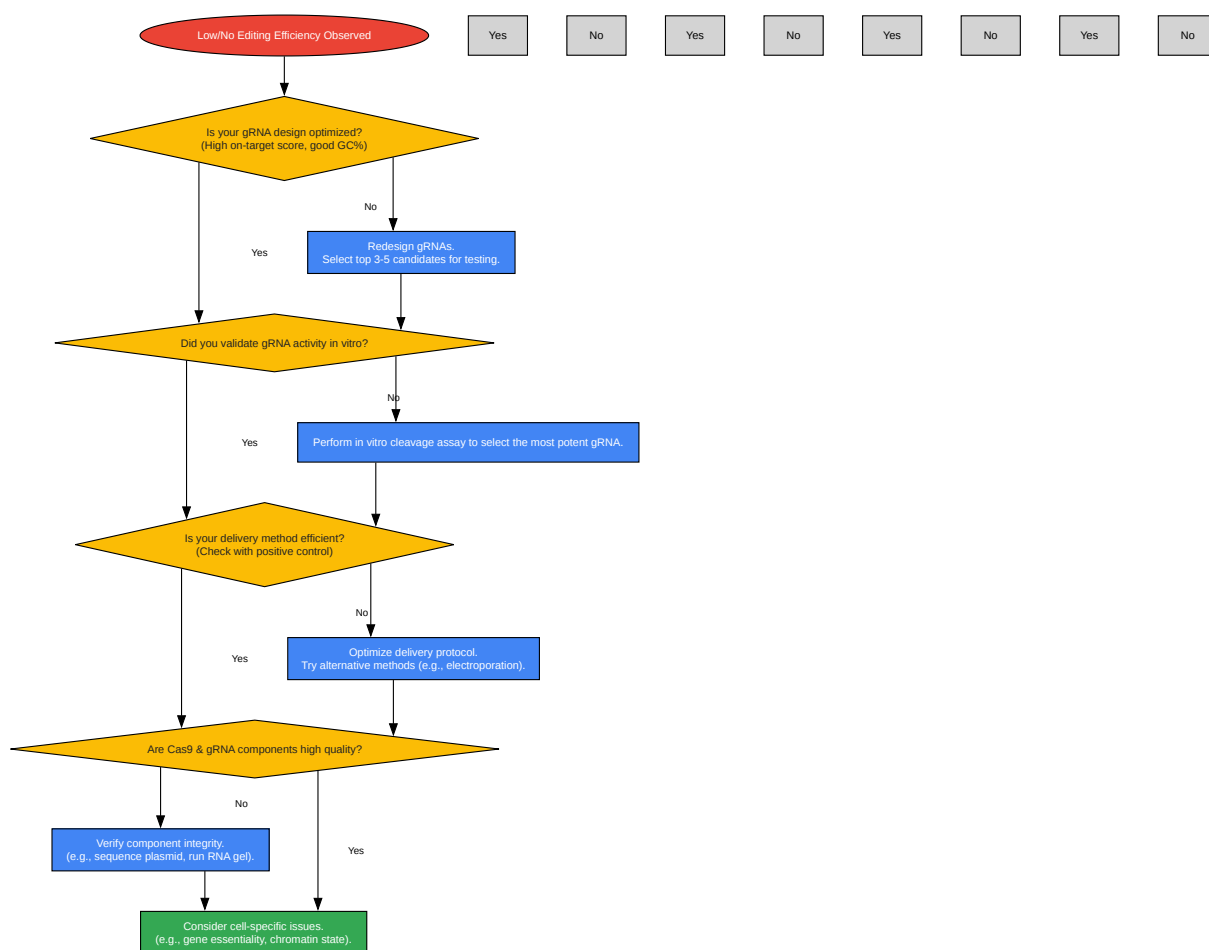 Low/No Editing Efficiency Observed
Yes
No
Yes
No
Yes
No
Yes
No
Is your gRNA design optimized?
(High on-target score, good GC%)
No
Yes
Redesign gRNAs.
Select top 3-5 candidates for testing.
Did you validate gRNA activity in vitro?
No
Yes
Perform in vitro cleavage assay to select the most potent gRNA.
Is your delivery method efficient?
(Check with positive control)
No
Yes
Optimize delivery protocol.
Try alternative methods (e.g., electroporation).
Are Cas9 & gRNA components high quality?
No
Verify component integrity.
(e.g., sequence plasmid, run RNA gel).
Yes
Consider cell-specific issues.
(e.g., gene essentiality, chromatin state).